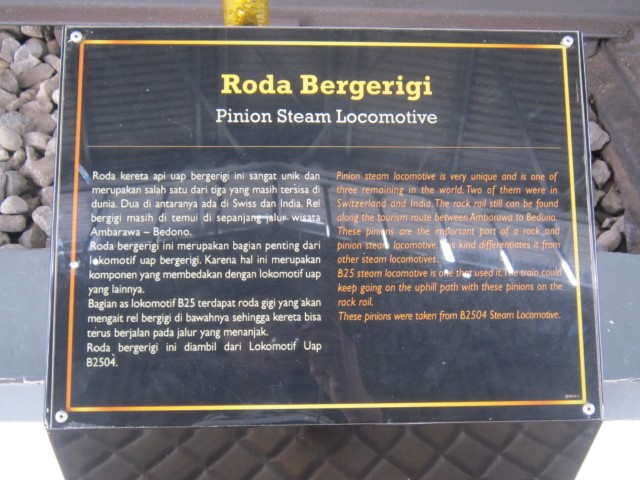 Roda Bergerigi
Pinion Steam Locomotive
Roda kereta api uap bergerigi ini sangat unik dan
merupakan salah satu dari tiga yang masih tersisa di
dunia. Dua di antaranya ada di Swiss dan India. Rel
bergigi masih di temui di sepanjang jalur wisata
Ambarawa – Bedono.
Roda bergerigi ini merupakan bagian penting dari
lokomotif uap bergerigi. Karena hal ini merupakan
komponen yang membedakan dengan lokomotif uap
yang lainnya.
Bagian as lokomotif B25 terdapat roda gigi yang akan
mengait rel bergigi di bawahnya sehingga kereta bisa
terus berjalan pada jalur yang menanjak.
Roda bergerigi ini diambil dari Lokomotif Uap
B2504.
Pinion steam locomotive is very unique and is one of
three remaining in the world. Two of them were in
Switzerland and India. The rack rail still can be found
along the tourism route between Ambarawa to Bedono.
These pinions are the important part of a rock and
pinion steam locomotive. This kind differentiates it from
other steam locomotives.
B25 steam locomotive is one that used it. The train could
keep going on the uphill path with these pinions on the
rack rail.
These pinions were taken from B2504 Steam Locomotive.